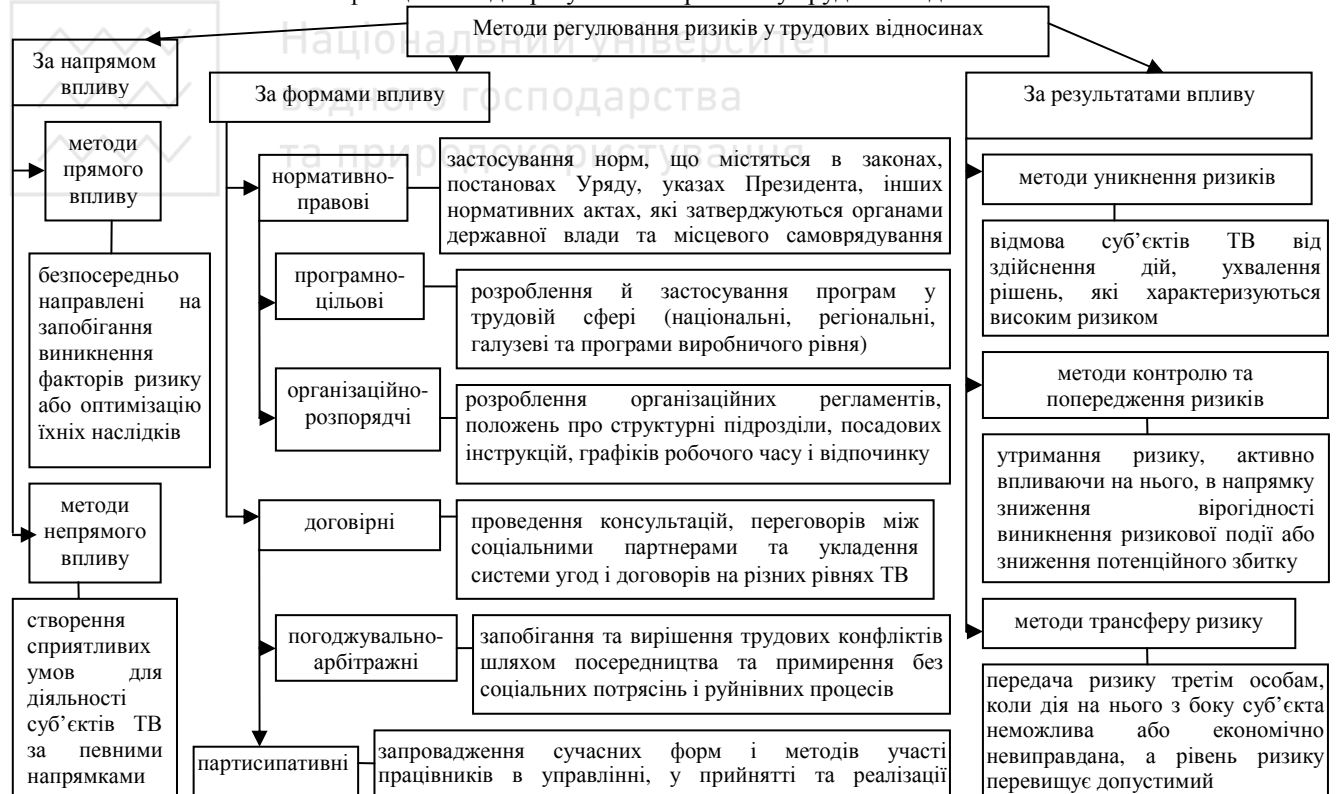 Методи регулювання ризиків у трудових відносинах
Національний університет
водного господарства
та природокористування
За напрямом
впливу
методи
прямого
впливу
безпосередньо
направлені на
запобігання
виникнення
факторів ризику
або оптимізацію
їхніх наслідків
методи
непрямого
впливу
створення
сприятливих
умов для
діяльності
суб’єктів ТВ
за певними
напрямками
За формами впливу
нормативно-
правові
застосування норм, що містяться в законах,
постановах Уряду, указах Президента, інших
нормативних актах, які затверджуються органами
державної влади та місцевого самоврядування
програмно-
цільові
розроблення й застосування програм у
трудовій сфері (національні, регіональні,
галузеві та програми виробничого рівня)
організаційно-
розпорядчі
розроблення організаційних регламентів,
положень про структурні підрозділи, посадових
інструкцій, графіків робочого часу і відпочинку
договірні
проведення консультацій, переговорів між
соціальними партнерами та укладення
системи угод і договорів на різних рівнях ТВ
погоджувально-
арбітражні
запобігання та вирішення трудових конфліктів
шляхом посередництва та примирення без
соціальних потрясінь і руйнівних процесів
партисипативні
запровадження сучасних форм і методів участі
працівників в управлінні, у прийнятті та реалізації
За результатами впливу
методи уникнення ризиків
відмова суб’єктів ТВ від
здійснення дій, ухвалення
рішень, які характеризуються
високим ризиком
методи контролю та
попередження ризиків
утримання ризику, активно
впливаючи на нього, в напрямку
зниження вірогідності
виникнення ризикової події або
зниження потенційного збитку
методи трансферу ризику
передача ризику третім особам,
коли дія на нього з боку суб’єкта
неможлива або економічно
невиправдана, а рівень ризику
перевищує допустимий